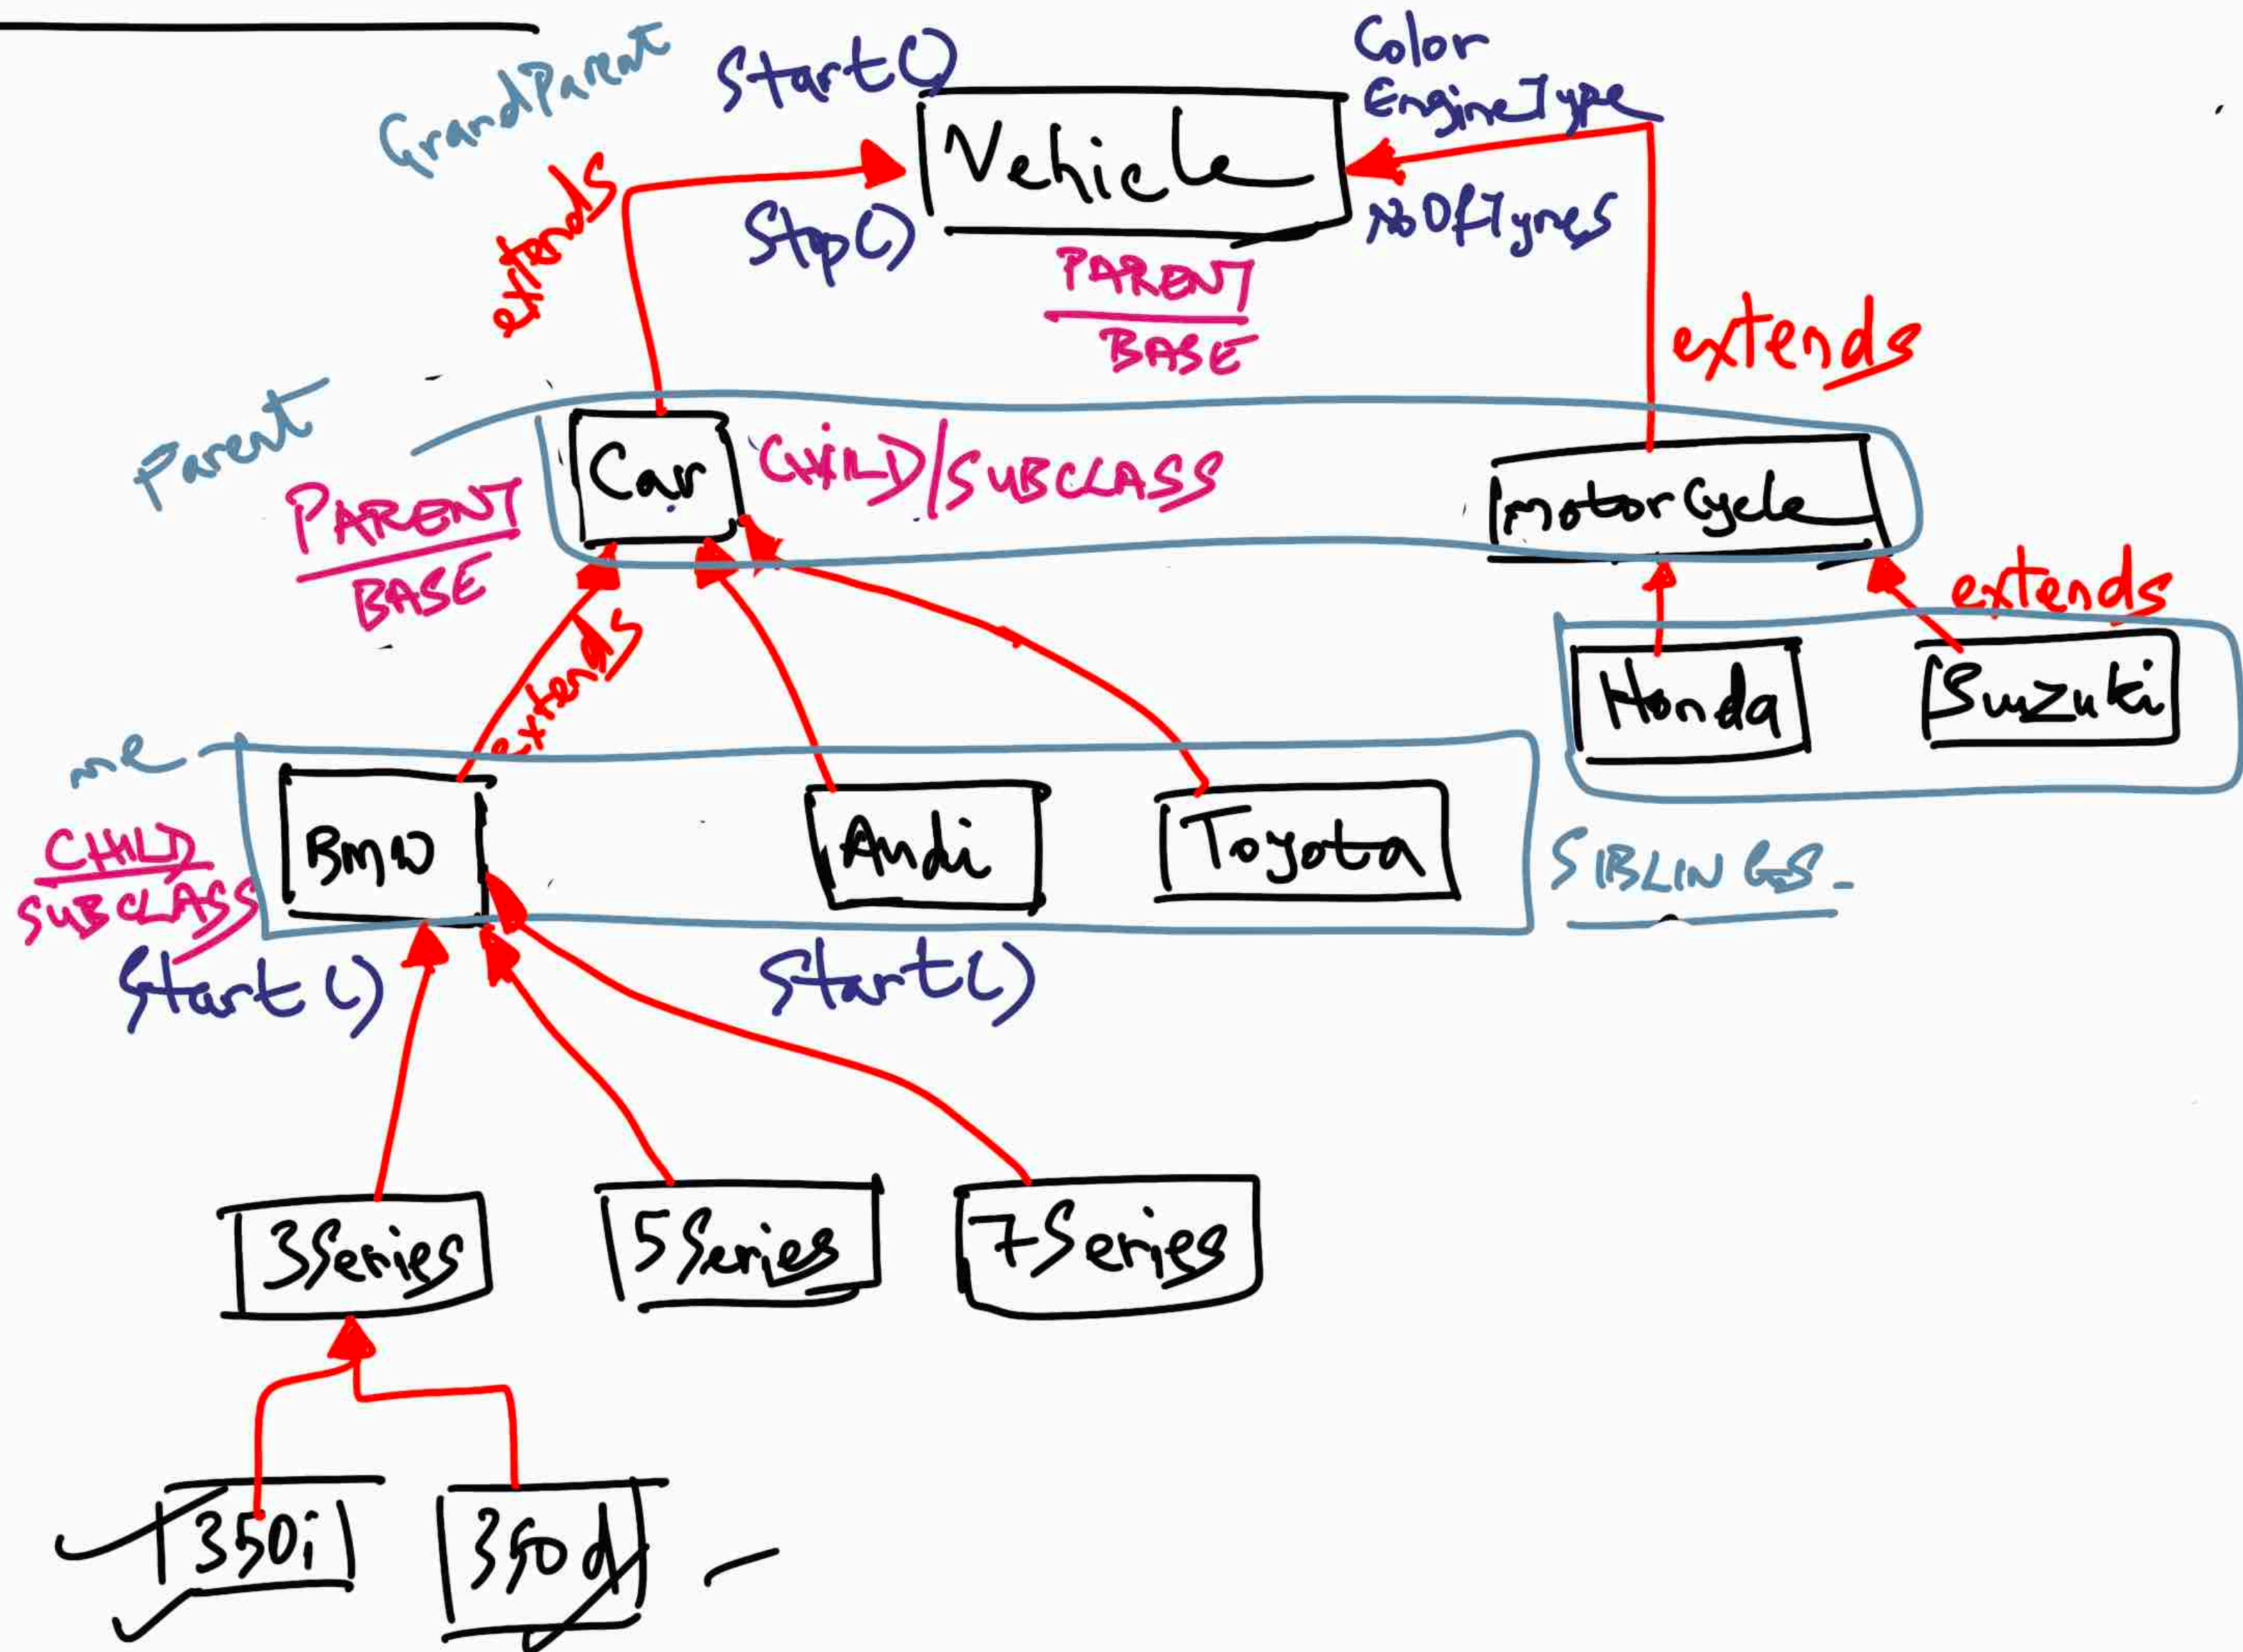 GrandParent
Start()
Color
EngineType
Vehicle
extends
Stop()
NoOfTyres
PARENT
BASE
extends
Parent
Car
CHILD/SUBCLASS
MotorCycle
PARENT
BASE
extends
extends
Honda
Suzuki
me
Bmw
Audi
Toyota
SIBLINGS
CHILD
SUBCLASS
Start()
Start()
3Series
5Series
7Series
350i
350d